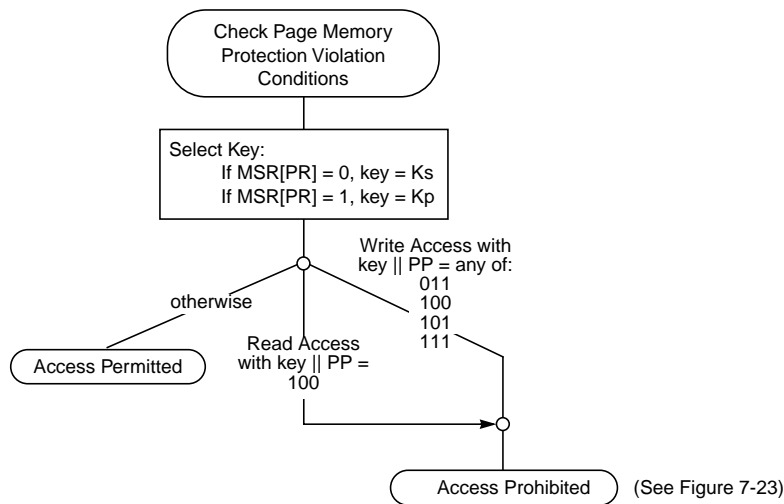 Check Page Memory
Protection Violation
Conditions
Select Key:
If MSR[PR] = 0, key = Ks
If MSR[PR] = 1, key = Kp
Write Access with
key || PP = any of:
011
100
101
111
otherwise
Access Permitted
Read Access
with key || PP =
100
Access Prohibited
(See Figure 7-23)